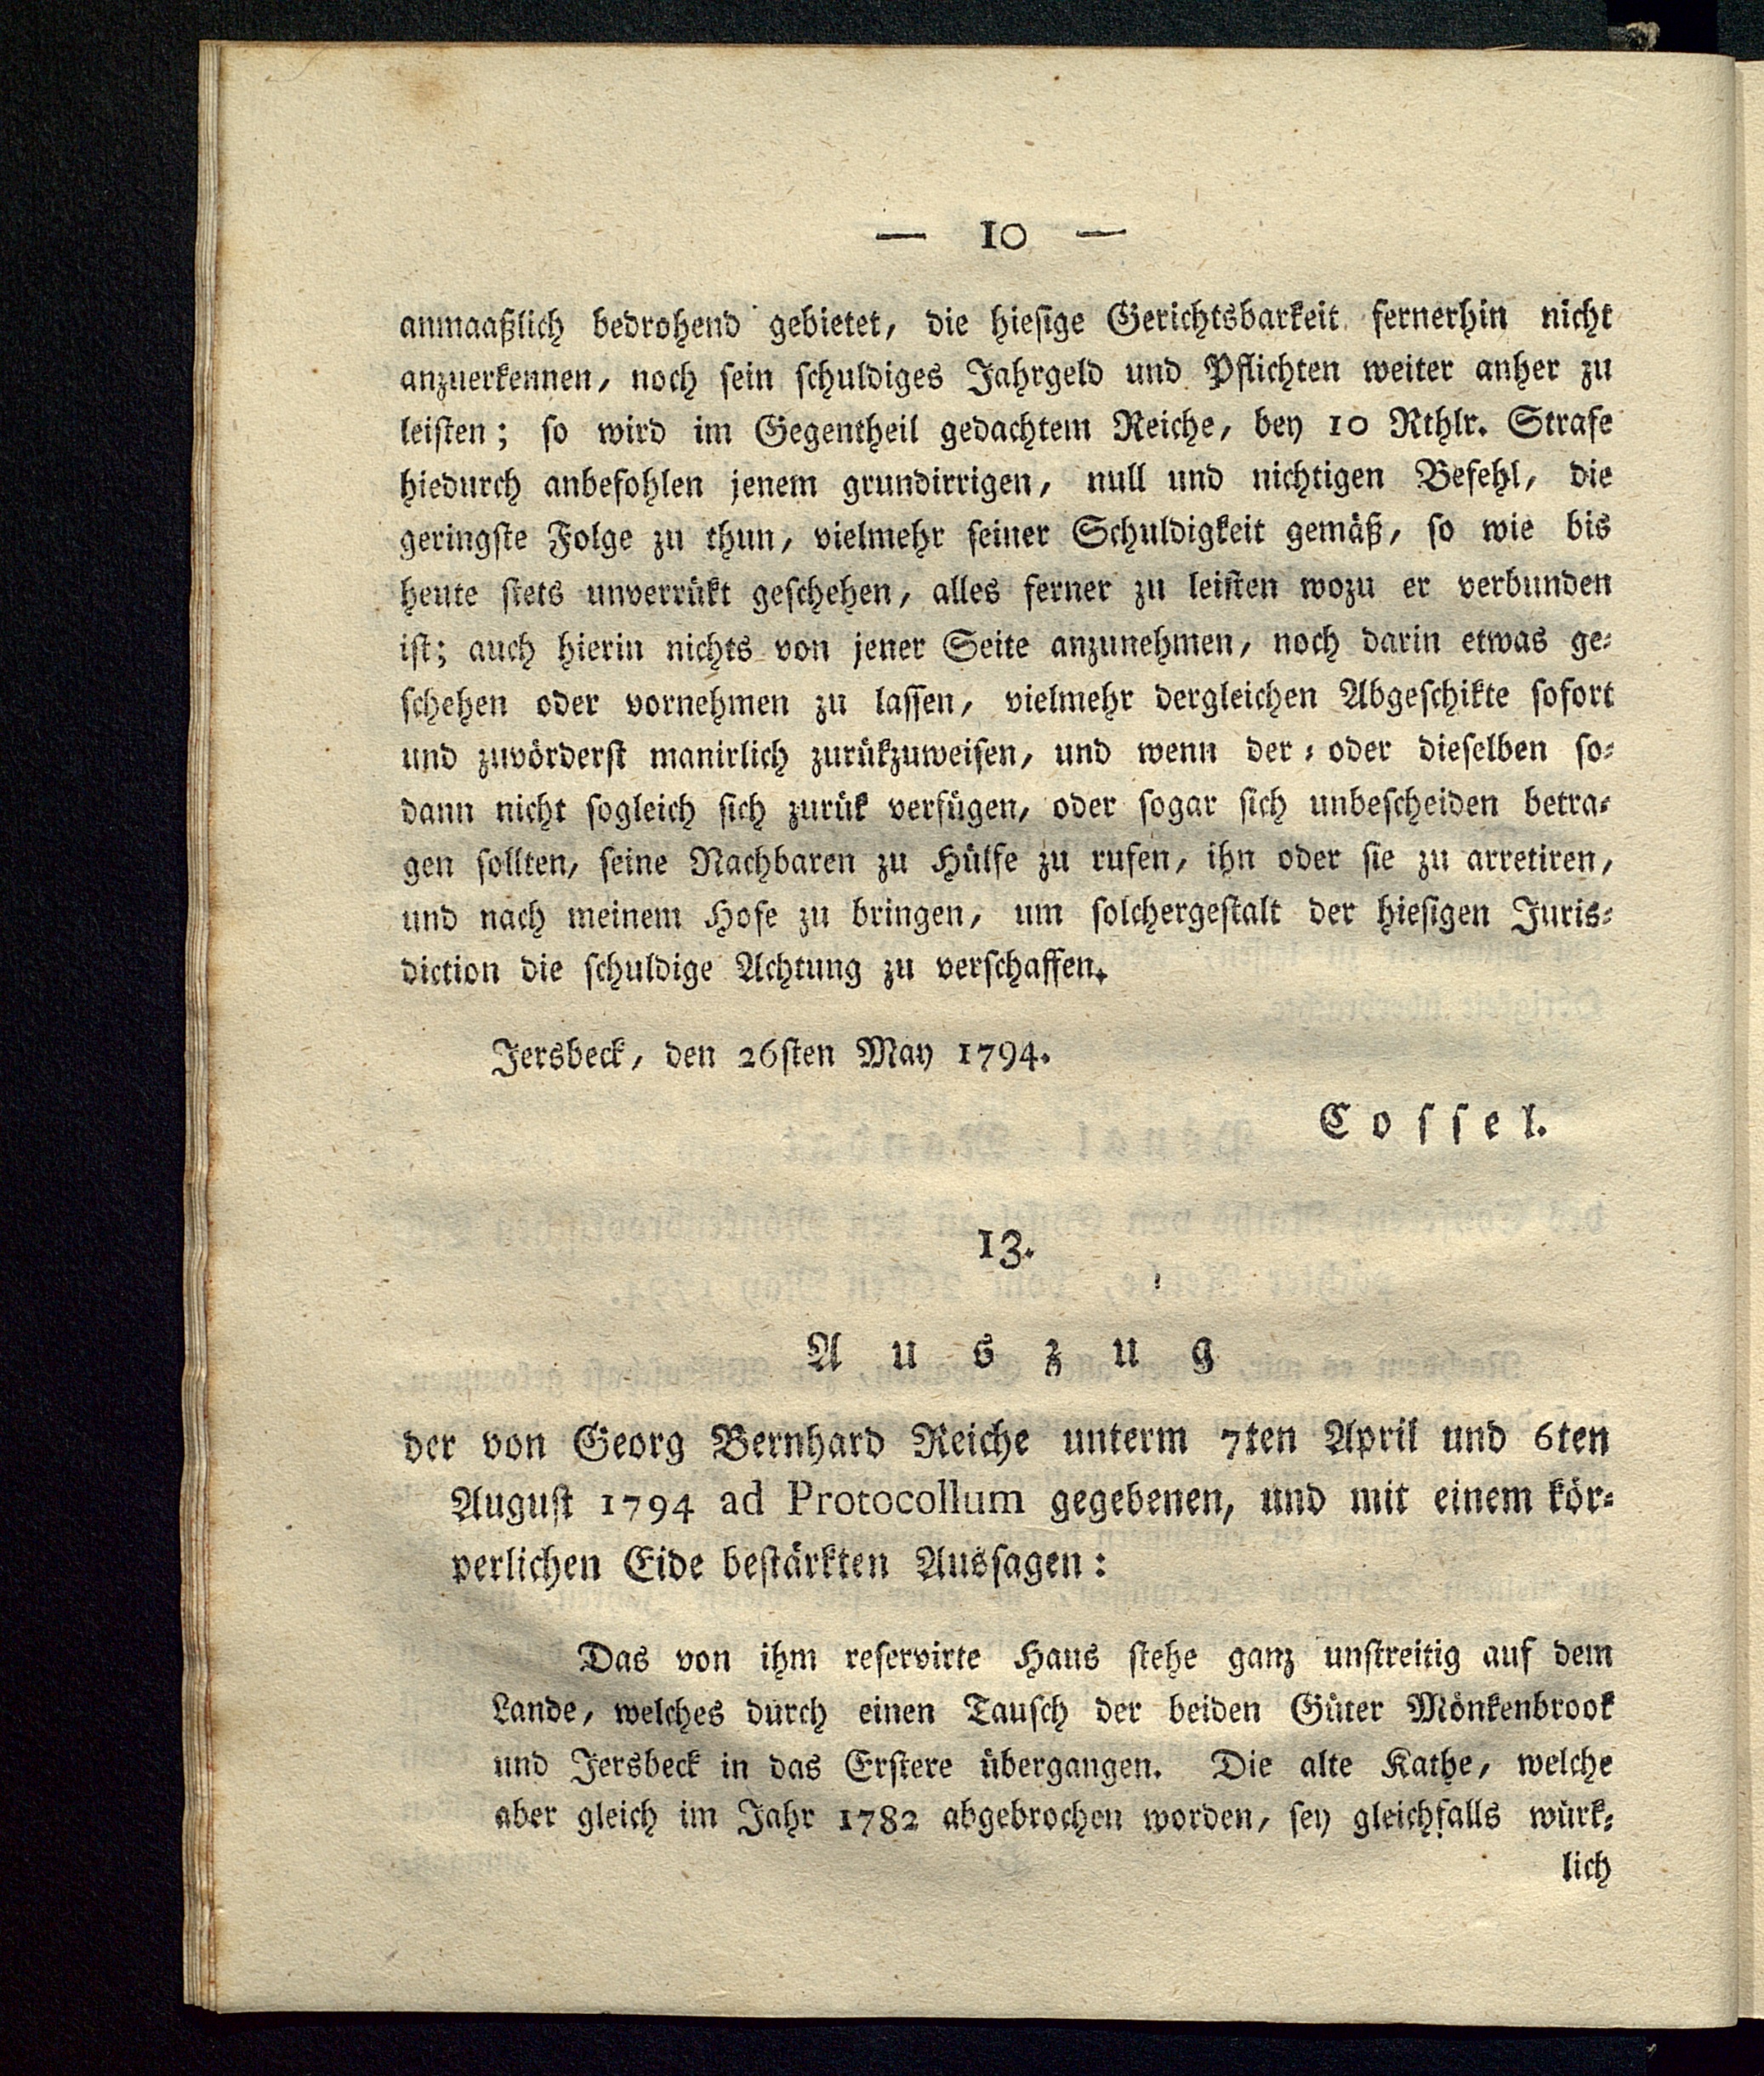 — 10 —
anmaaßlich bedrohend gebietet, die hiesige Gerichtsbarkeit fernerhin nicht
anzuerkennen, noch sein schuldiges Jahrgeld und Pflichten weiter anher zu
leisten; so wird im Gegentheil gedachtem Reiche, bey 10 Rthlr. Strafe
hiedurch anbefohlen jenem grundirrigen, null und nichtigen Befehl, die
geringste Folge zu thun, vielmehr seiner Schuldigkeit gemäß, so wie bis
heute stets unverrükt geschehen, alles ferner zu leisten wozu er verbunden
ist; auch hierin nichts von jener Seite anzunehmen, noch darin etwas ge-
schehen oder vornehmen zu lassen, vielmehr dergleichen Abgeschikte sofort
und zuvörderst manirlich zurükzuweisen, und wenn der- oder dieselben so-
dann nicht sogleich sich zurük verfügen, oder sogar sich unbescheiden betra-
gen sollten, seine Nachbaren zu Hülfe zu rufen, ihn oder sie zu arretiren,
und nach meinem Hofe zu bringen, um solchergestalt der hiesigen Juris-
diction die schuldige Achtung zu verschaffen.
Jersbeck, den 26sten May 1794.
Cossel.
13.
Auszug
der von Georg Bernhard Reiche unterm 7ten April und 6ten
August 1794 ad Protocollum gegebenen, und mit einem kör-
perlichen Eide bestärkten Aussagen:
Das von ihm reservirte Haus stehe ganz unstreitig auf dem
Lande, welches durch einen Tausch der beiden Güter Mönkenbrook
und Jersbeck in das Erstere übergangen. Die alte Kathe, welche
aber gleich im Jahr 1782 abgebrochen worden, sey gleichfalls würk-
lich